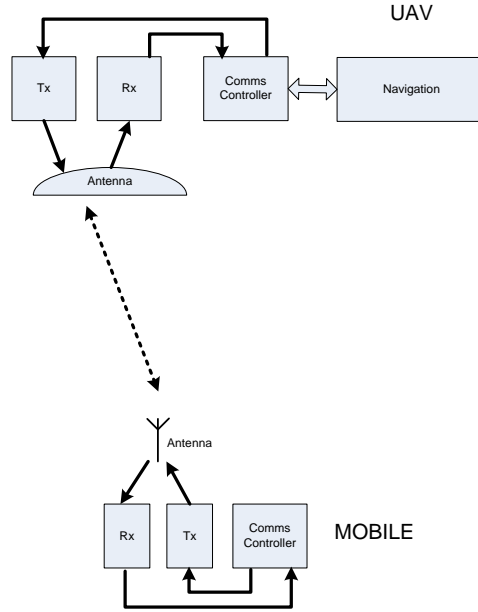 UAV
Tx
Rx
Comms
Controller
Navigation
Antenna
Antenna
Rx
Tx
Comms
Controller
MOBILE